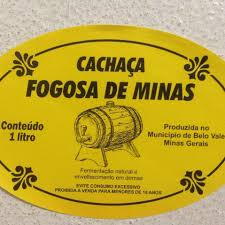 CACHAÇA
FOGOSA DE MINAS
Conteúdo
1 litro
Produzida no
Município de Belo Vale
Minas Gerais
Fermentação natural e
envelhecimento em dornas
EVITE CONSUMO EXCESSIVO
PROIBIDA A VENDA PARA MENORES DE 18 ANOS